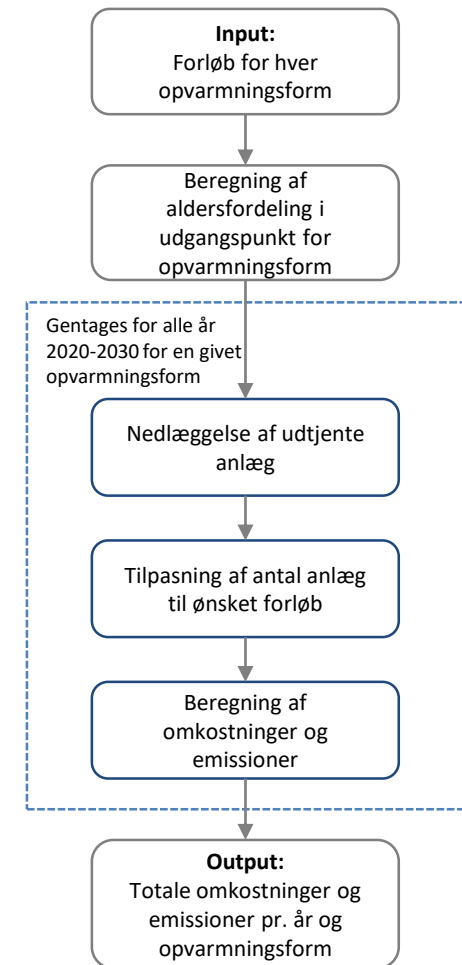 Input:
Forløb for hver
opvarmningsform
Beregning af
aldersfordeling i
udgangspunkt for
opvarmningsform
Gentages for alle år
2020-2030 for en givet
opvarmningsform
Nedlæggelse af udtjente
anlæg
Tilpasning af antal anlæg
til ønsket forløb
Beregning af
omkostninger og
emissioner
Output:
Totale omkostninger og
emissioner pr. år og
opvarmningsform